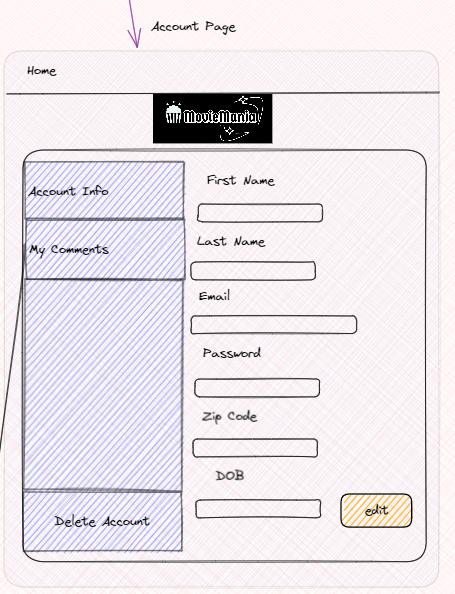 Account Page
Home
MovieMania
Account Info
My Comments
Delete Account
First Name
Last Name
Email
Password
Zip Code
DOB
edit